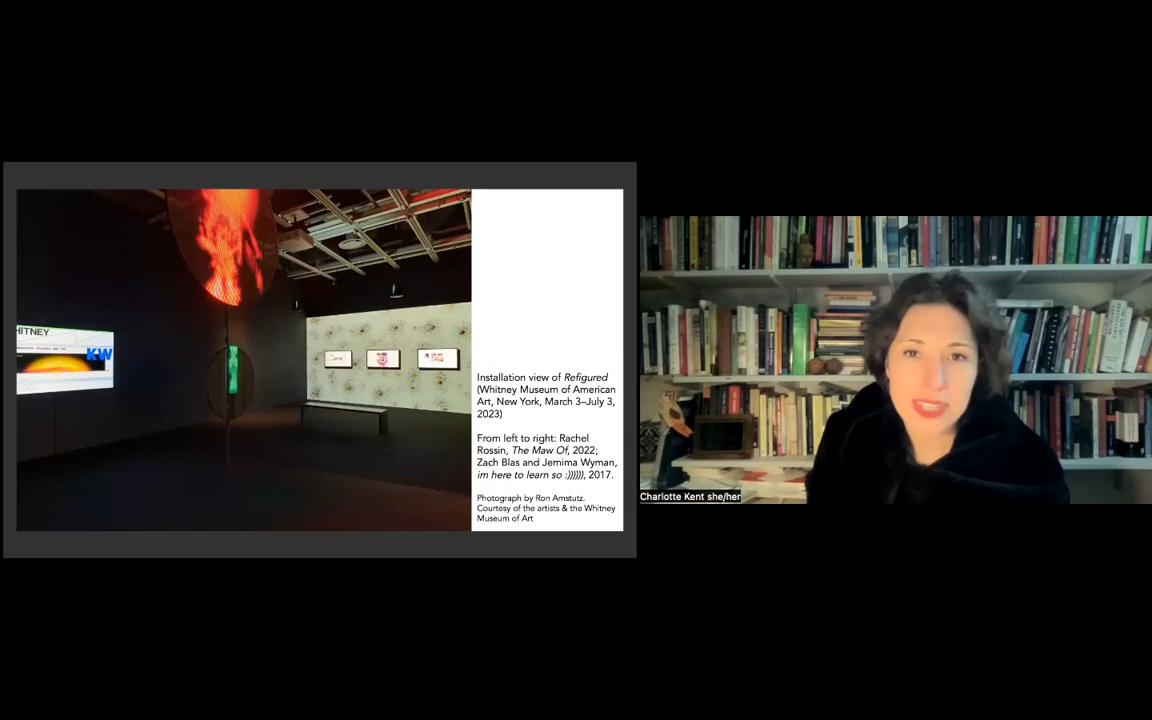 HITNEY
KW
Installation view of Refigured
(Whitney Museum of American
Art, New York, March 3–July 3,
2023)
From left to right: Rachel
Rossin, The Maw Of, 2022;
Zach Blas and Jemima Wyman,
im here to learn so :)))))), 2017.
Photograph by Ron Amstutz.
Courtesy of the artists & the Whitney
Museum of Art
Charlotte Kent she/her